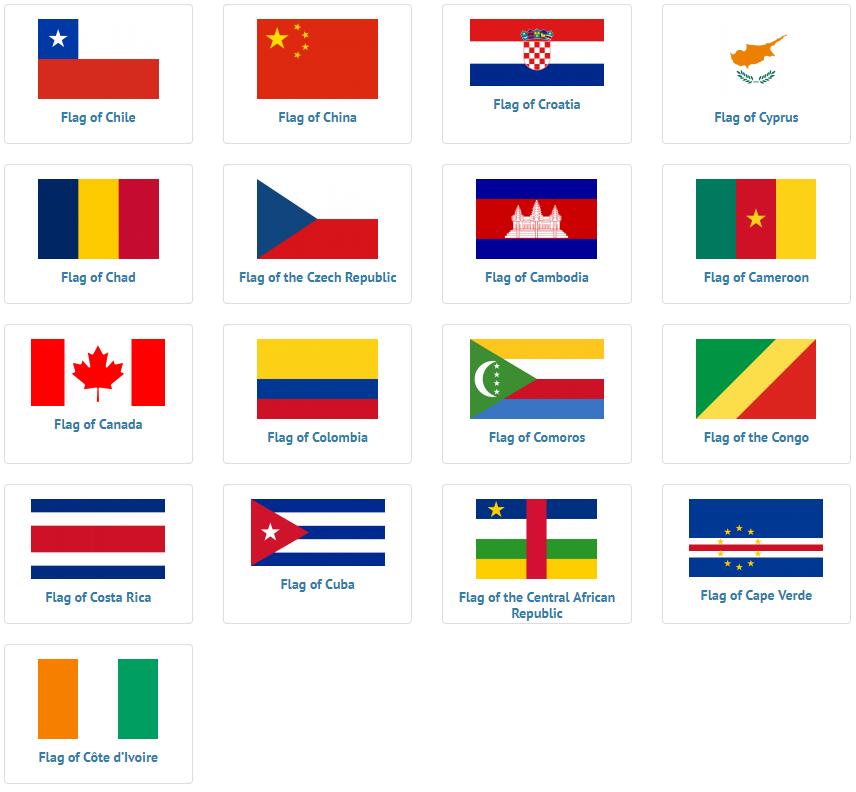 Flag of Chile
Flag of China
Flag of Croatia
Flag of Cyprus
Flag of Chad
Flag of the Czech Republic
Flag of Cambodia
Flag of Cameroon
Flag of Canada
Flag of Colombia
Flag of Comoros
Flag of the Congo
Flag of Costa Rica
Flag of Cuba
Flag of the Central African
Republic
Flag of Cape Verde
Flag of Côte d'Ivoire